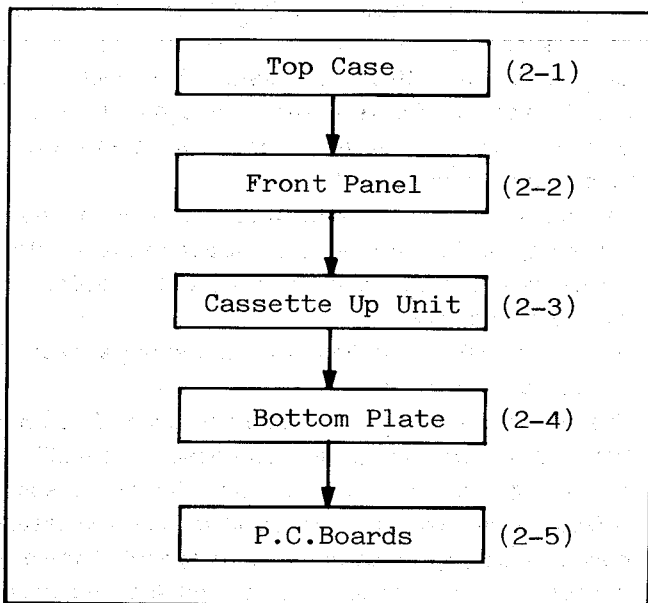 Top Case (2-1)
Front Panel (2-2)
Cassette Up Unit (2-3)
Bottom Plate (2-4)
P.C.Boards (2-5)